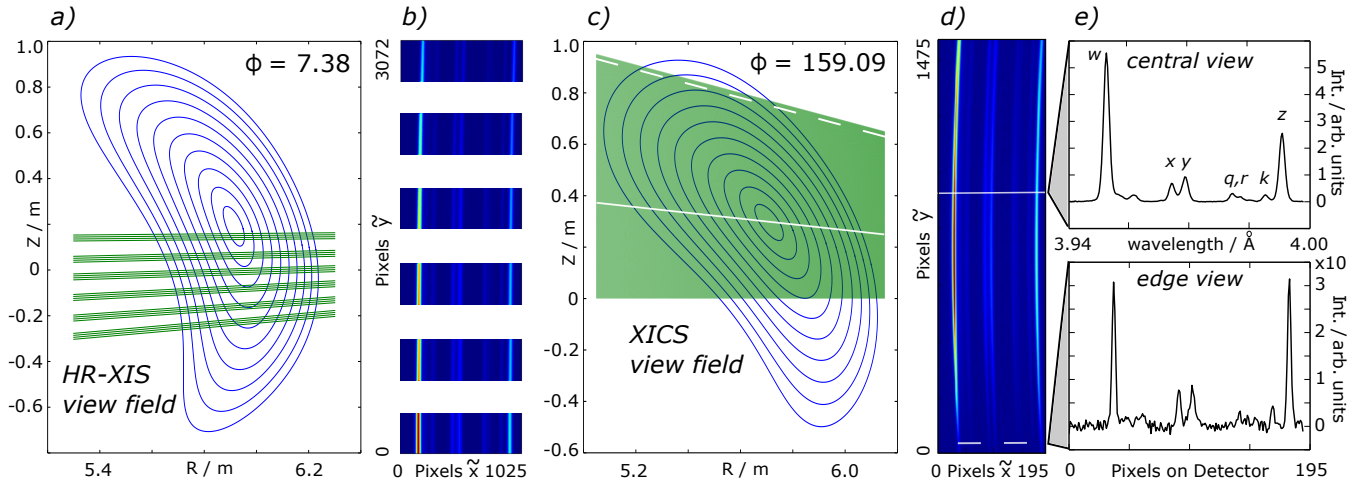 a)
ϕ = 7.38
1.0
0.8
0.6
0.4
0.2
0
-0.2
-0.4
-0.6
Z / m
HR-XIS
view field
5.4
R / m
6.2
b)
3072
Pixels ỹ
0
0 Pixels x̃ 1025
c)
ϕ = 159.09
1.0
0.8
0.6
0.4
0.2
0
-0.2
-0.4
-0.6
Z / m
XICS
view field
5.2
R / m
6.0
d)
1475
Pixels ỹ
0
0 Pixels x̃ 195
e)
central view
w
x y
q,r
k
z
5
4
3
2
1
0
Int. / arb. units
3.94
wavelength / Å
4.00
edge view
x10
3
2
1
0
Int. / arb. units
0
Pixels on Detector
195